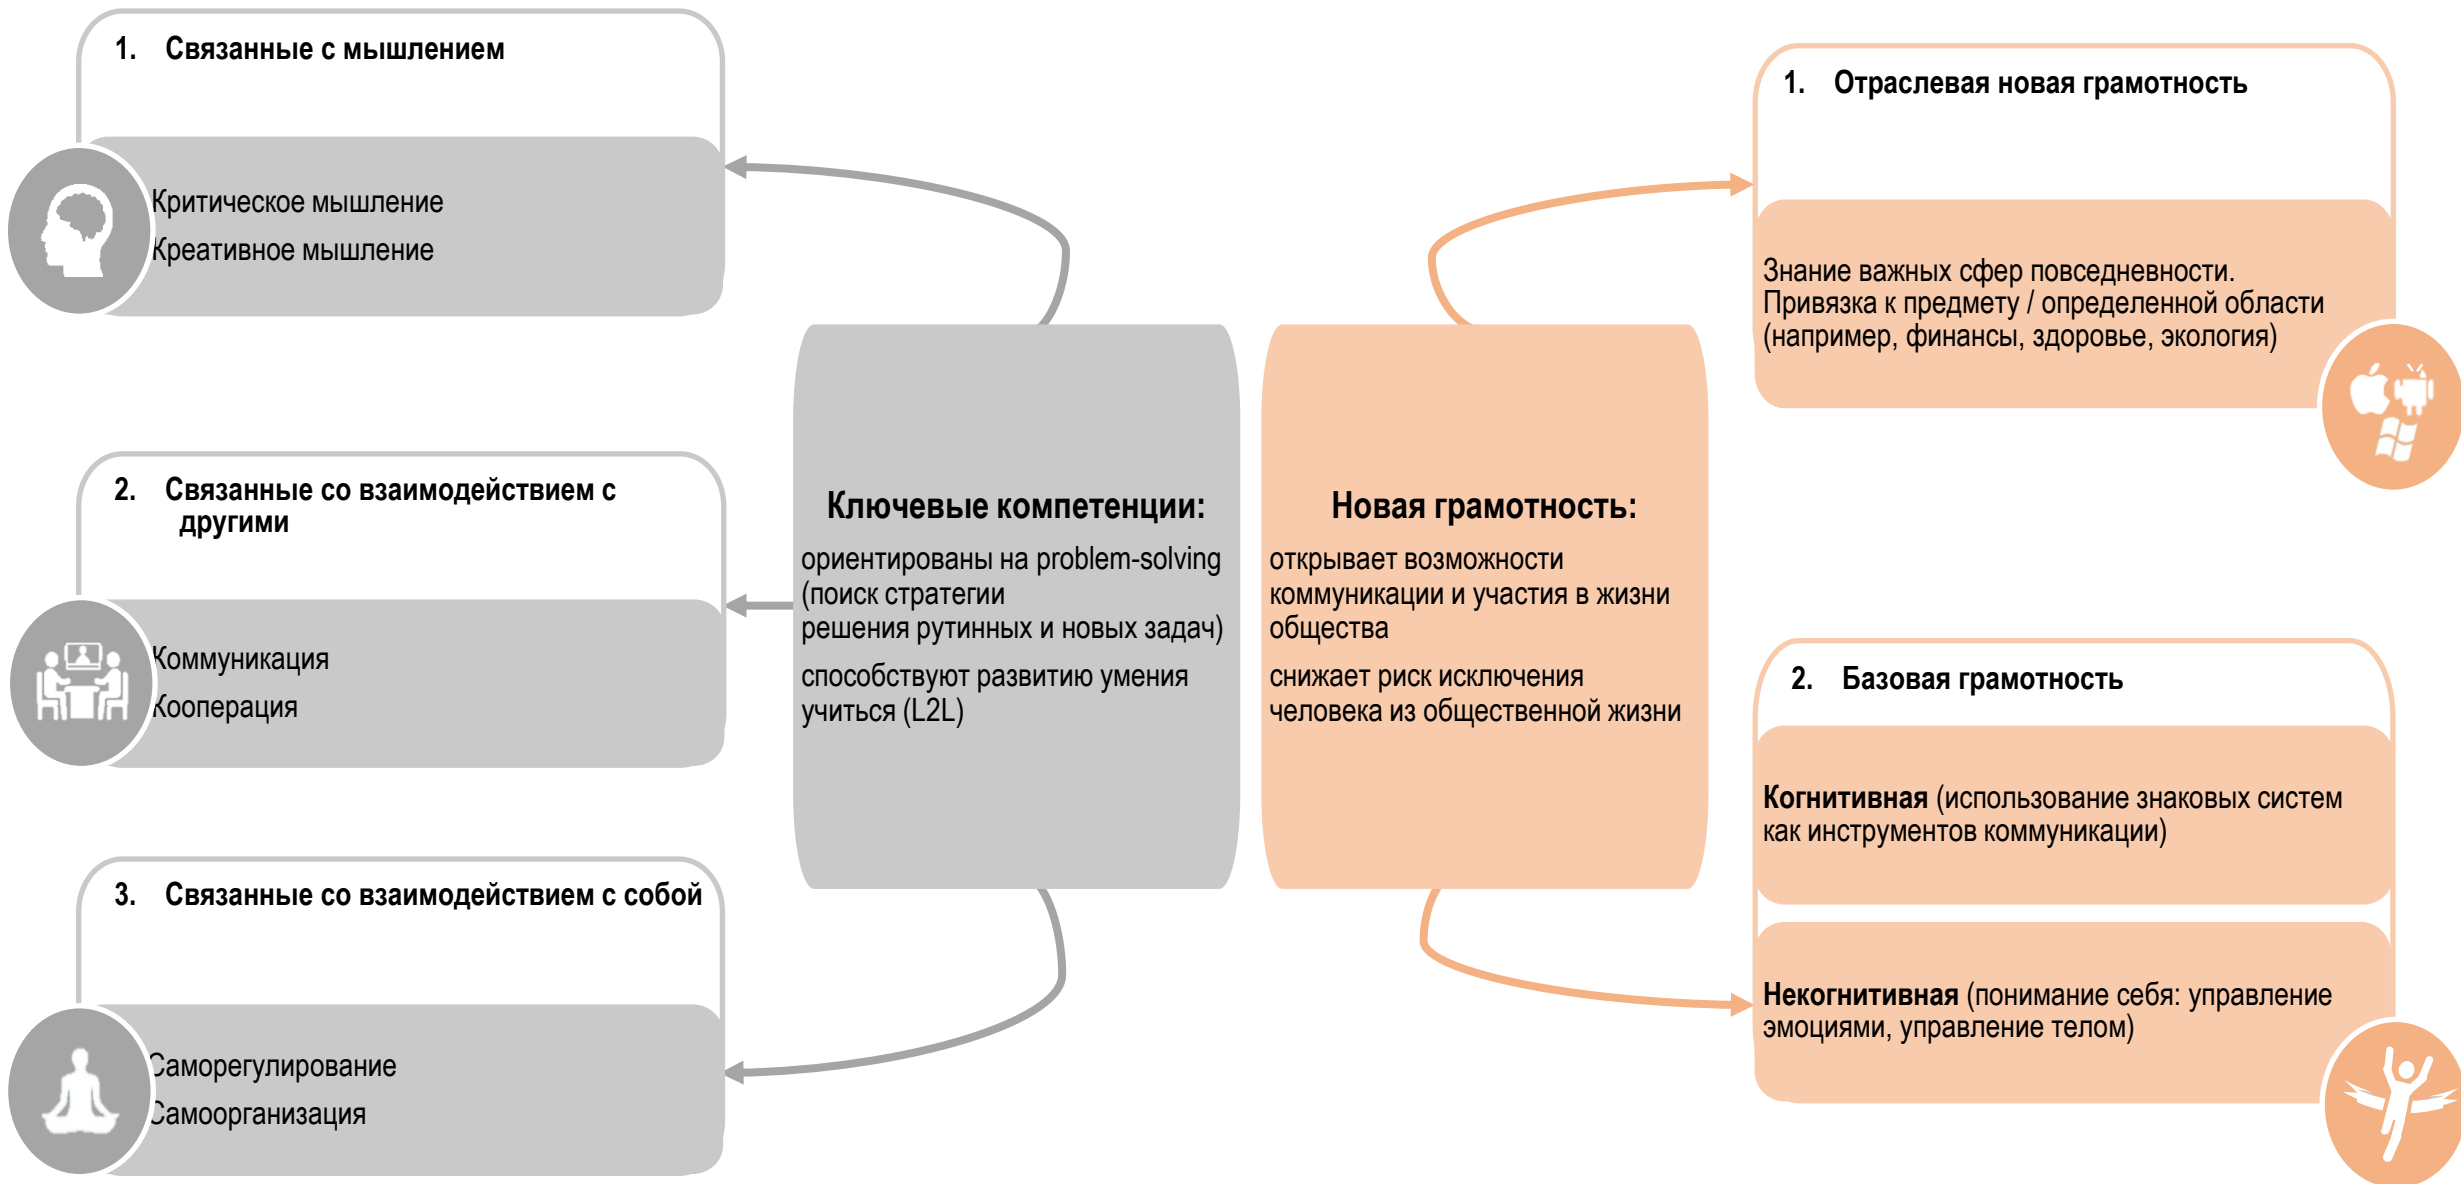 1. Связанные с мышлением
Критическое мышление
Креативное мышление
2. Связанные со взаимодействием с
другими
Коммуникация
Кооперация
3. Связанные со взаимодействием с собой
Саморегулирование
Самоорганизация
Ключевые компетенции:
ориентированы на problem-solving
(поиск стратегии
решения рутинных и новых задач)
способствуют развитию умения
учиться (L2L)
Новая грамотность:
открывает возможности
коммуникации и участия в жизни
общества
снижает риск исключения
человека из общественной жизни
1. Отраслевая новая грамотность
Знание важных сфер повседневности.
Привязка к предмету / определенной области
(например, финансы, здоровье, экология)
2. Базовая грамотность
Когнитивная (использование знаковых систем
как инструментов коммуникации)
Некогнитивная (понимание себя: управление
эмоциями, управление телом)